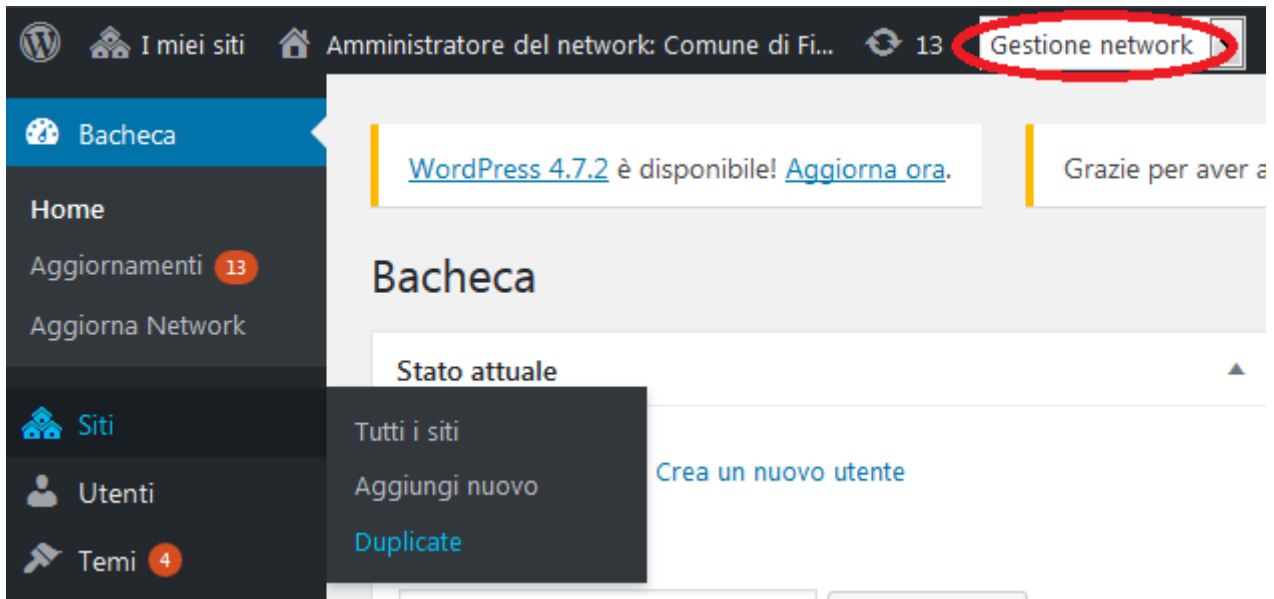 I miei siti Amministratore del network: Comune di Fi... 13 Gestione network
Bacheca
Home
Aggiornamenti 13
Aggiorna Network
Siti
Utenti
Temi 4
Tutti i siti
Aggiungi nuovo
Duplicate
WordPress 4.7.2 è disponibile! Aggiorna ora.
Grazie per aver a
Bacheca
Stato attuale
Crea un nuovo utente